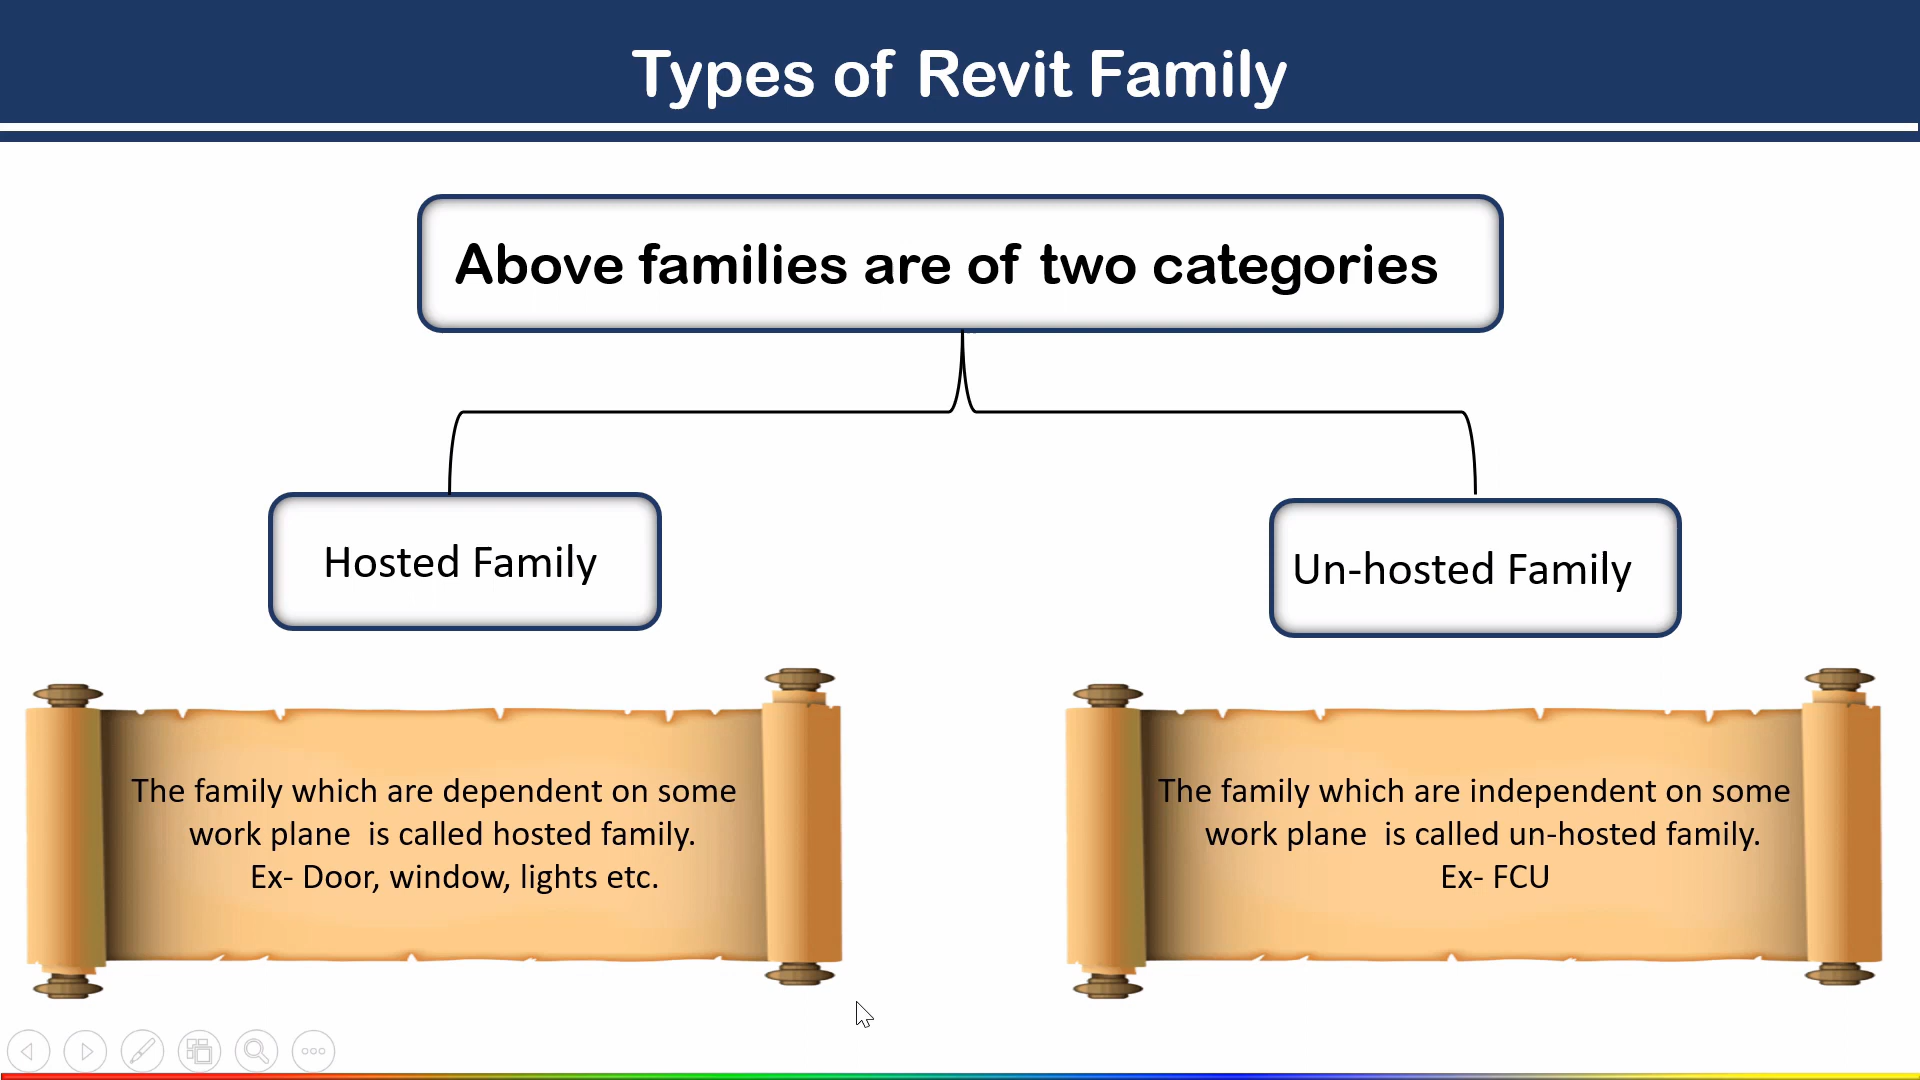 Types of Revit Family
Above families are of two categories
Hosted Family
Un-hosted Family
The family which are dependent on some
work plane  is called hosted family.
Ex- Door, window, lights etc.
The family which are independent on some
work plane  is called un-hosted family.
Ex- FCU